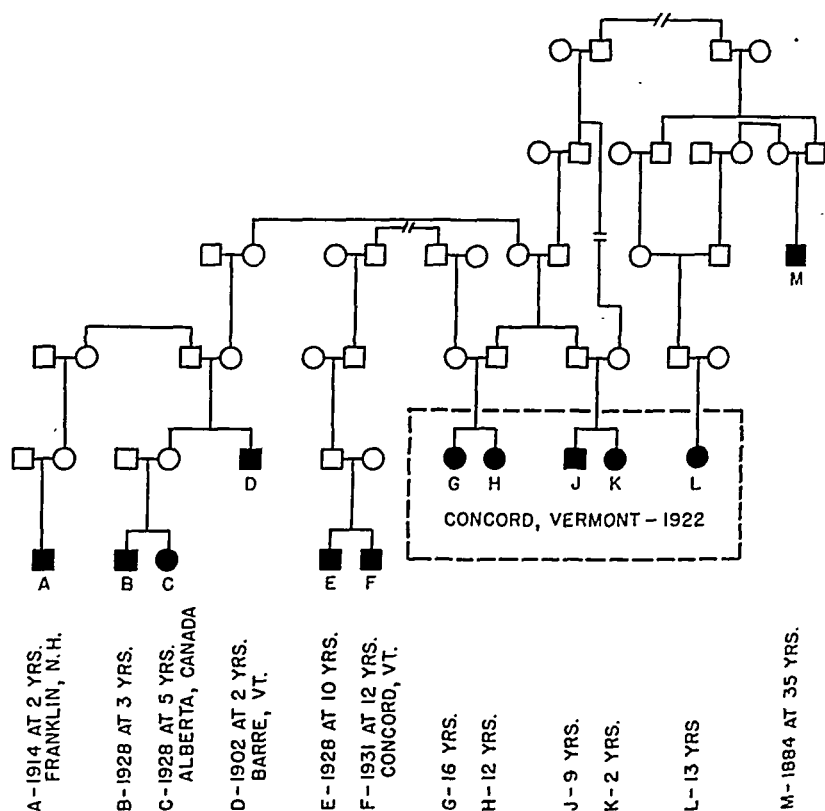 M
D
G
H
J
K
L
CONCORD, VERMONT - 1922
A
B
C
E
F
A-1914 AT 2 YRS.
FRANKLIN, N.H.
B-1928 AT 3 YRS.
C-1928 AT 5 YRS.
ALBERTA, CANADA
D-1902 AT 2 YRS.
BARRE, VT.
E-1928 AT 10 YRS.
F-1931 AT 12 YRS.
CONCORD, VT.
G-16 YRS.
H-12 YRS.
J-9 YRS.
K-2 YRS.
L-13 YRS
M-1884 AT 35 YRS.